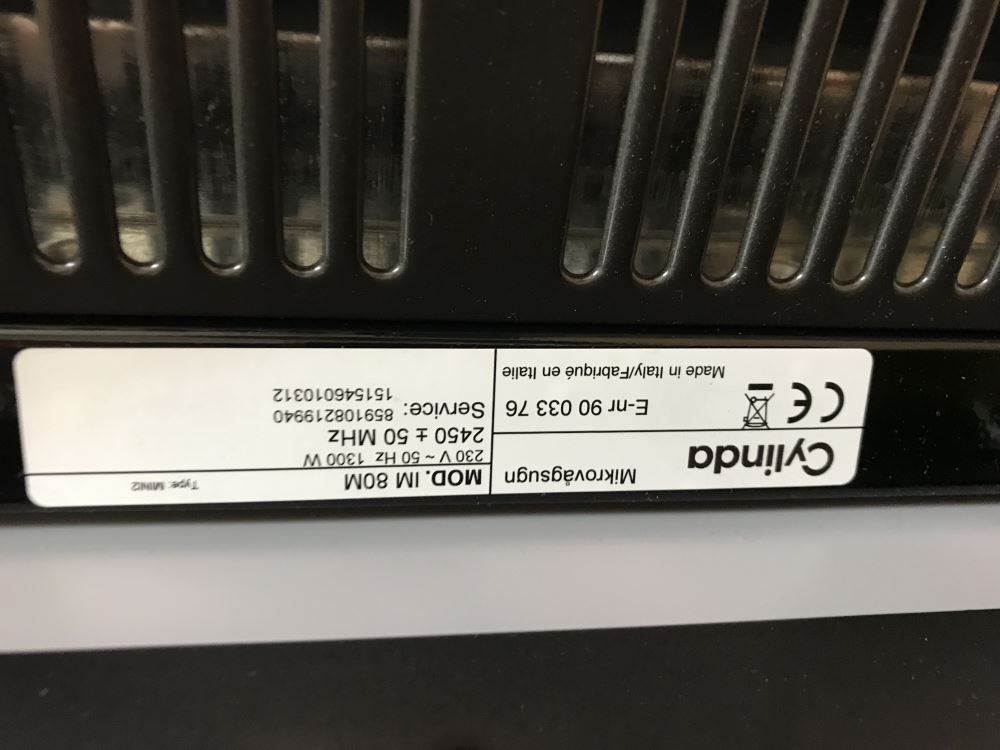 Cylinda
Mikrovågsugn
E-nr 90 033 76
Made in Italy/Fabriqué en Italie
MOD. IM 80M
Type: MINI2
230 V ~ 50 Hz 1300 W
2450 ± 50 MHz
Service: 859108219940
151546010312